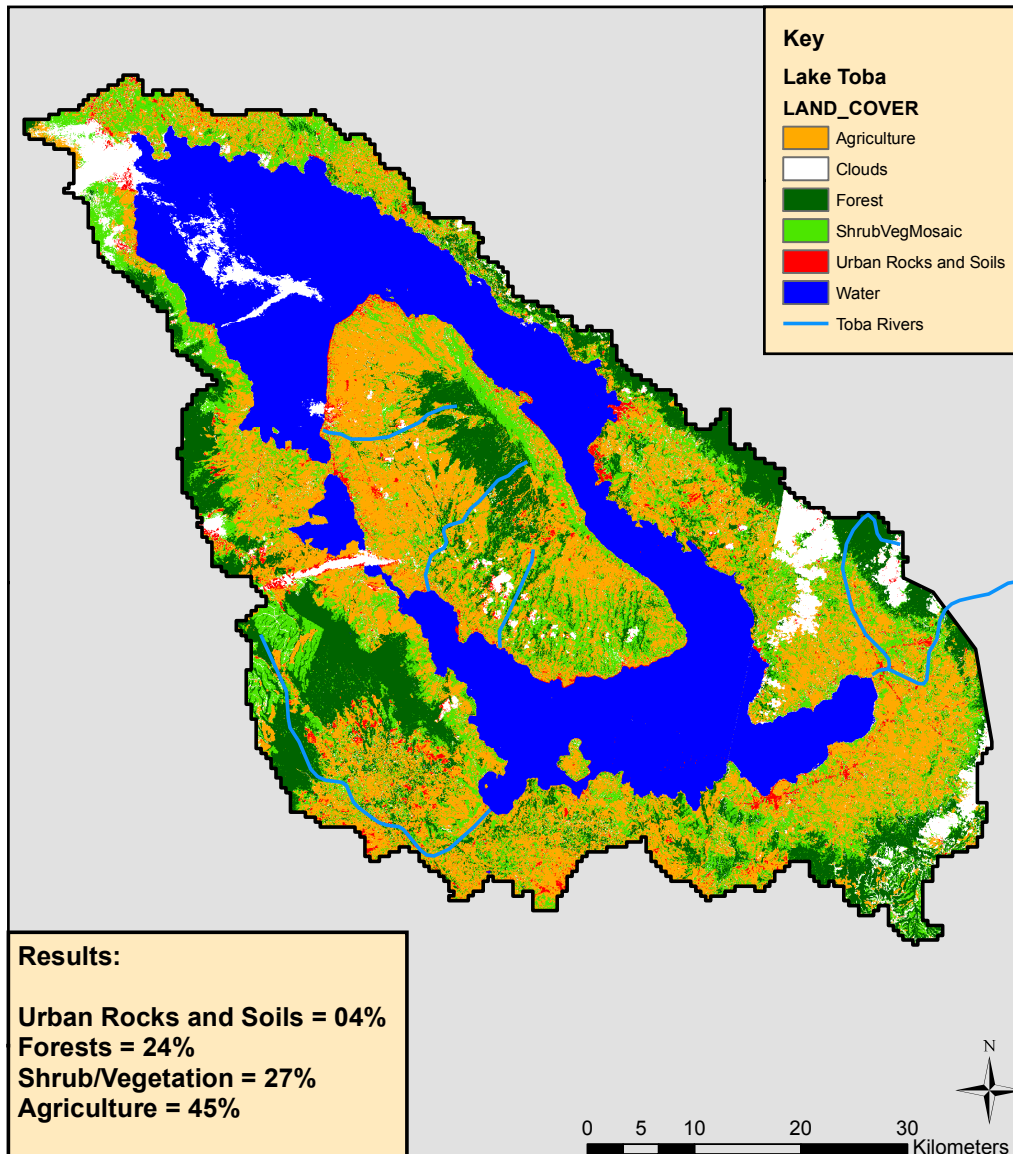 Key
Lake Toba
LAND_COVER
Agriculture
Clouds
Forest
ShrubVegMosaic
Urban Rocks and Soils
Water
Toba Rivers
Results:
Urban Rocks and Soils = 04%
Forests = 24%
Shrub/Vegetation = 27%
Agriculture = 45%
N
0 5 10 20 30
Kilometers